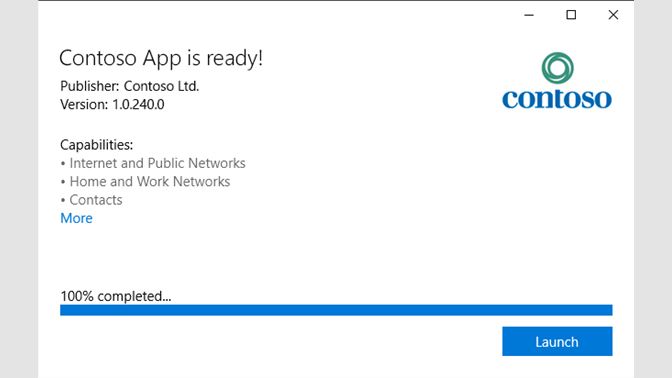 Contoso App is ready!
Publisher: Contoso Ltd.
Version: 1.0.240.0
contoso
Capabilities:
• Internet and Public Networks
• Home and Work Networks
• Contacts
More
100% completed...
Launch